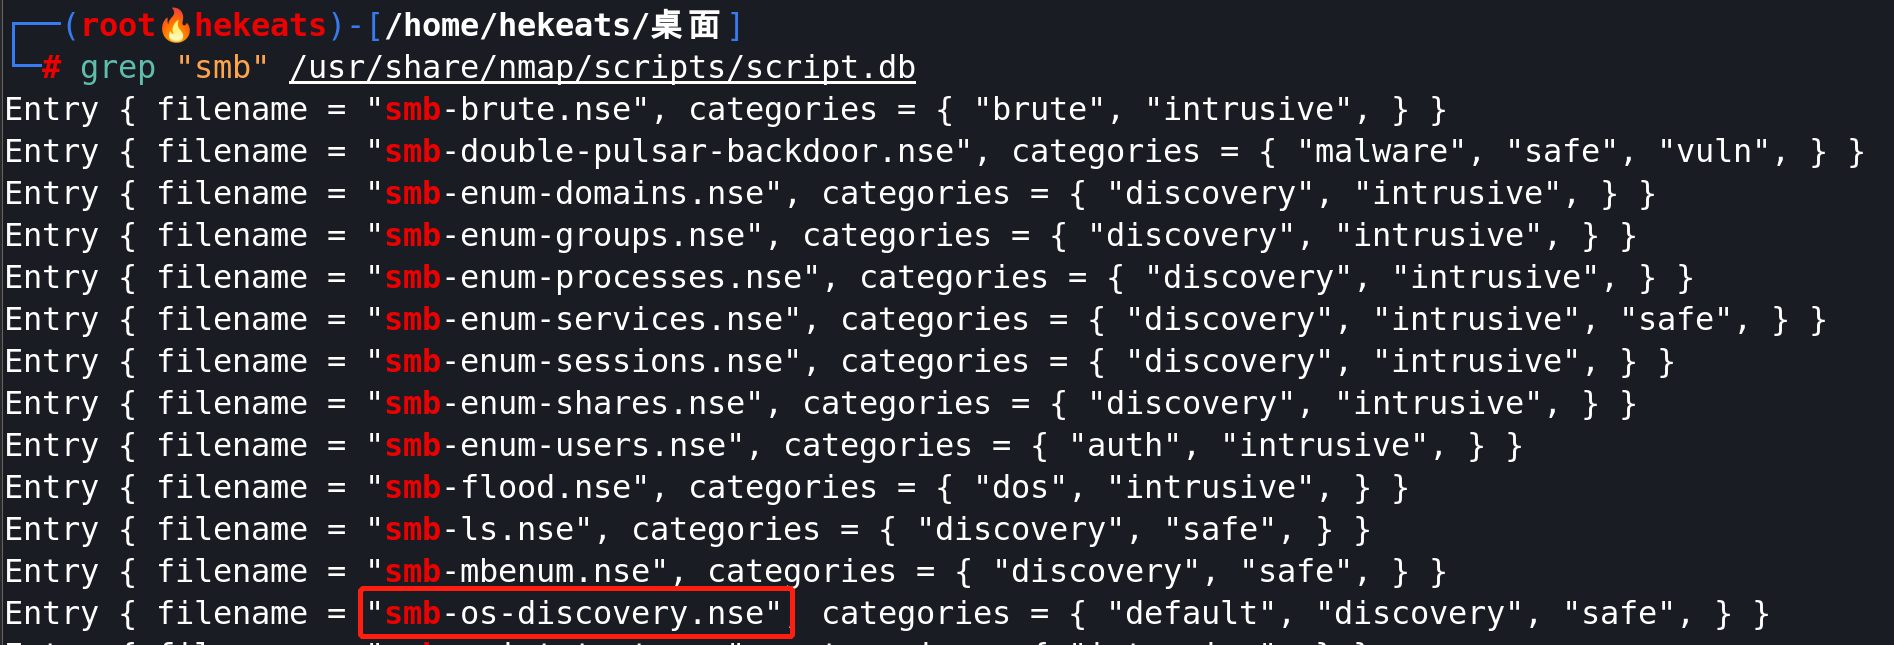 (root🔥hekeats)-[/home/hekeats/桌面]
# grep "smb" /usr/share/nmap/scripts/script.db
Entry { filename = "smb-brute.nse", categories = { "brute", "intrusive", } }
Entry { filename = "smb-double-pulsar-backdoor.nse", categories = { "malware", "safe", "vuln", } }
Entry { filename = "smb-enum-domains.nse", categories = { "discovery", "intrusive", } }
Entry { filename = "smb-enum-groups.nse", categories = { "discovery", "intrusive", } }
Entry { filename = "smb-enum-processes.nse", categories = { "discovery", "intrusive", } }
Entry { filename = "smb-enum-services.nse", categories = { "discovery", "intrusive", "safe", } }
Entry { filename = "smb-enum-sessions.nse", categories = { "discovery", "intrusive", } }
Entry { filename = "smb-enum-shares.nse", categories = { "discovery", "intrusive", } }
Entry { filename = "smb-enum-users.nse", categories = { "auth", "intrusive", } }
Entry { filename = "smb-flood.nse", categories = { "dos", "intrusive", } }
Entry { filename = "smb-ls.nse", categories = { "discovery", "safe", } }
Entry { filename = "smb-mbenum.nse", categories = { "discovery", "safe", } }
Entry { filename = "smb-os-discovery.nse", categories = { "default", "discovery", "safe", } }